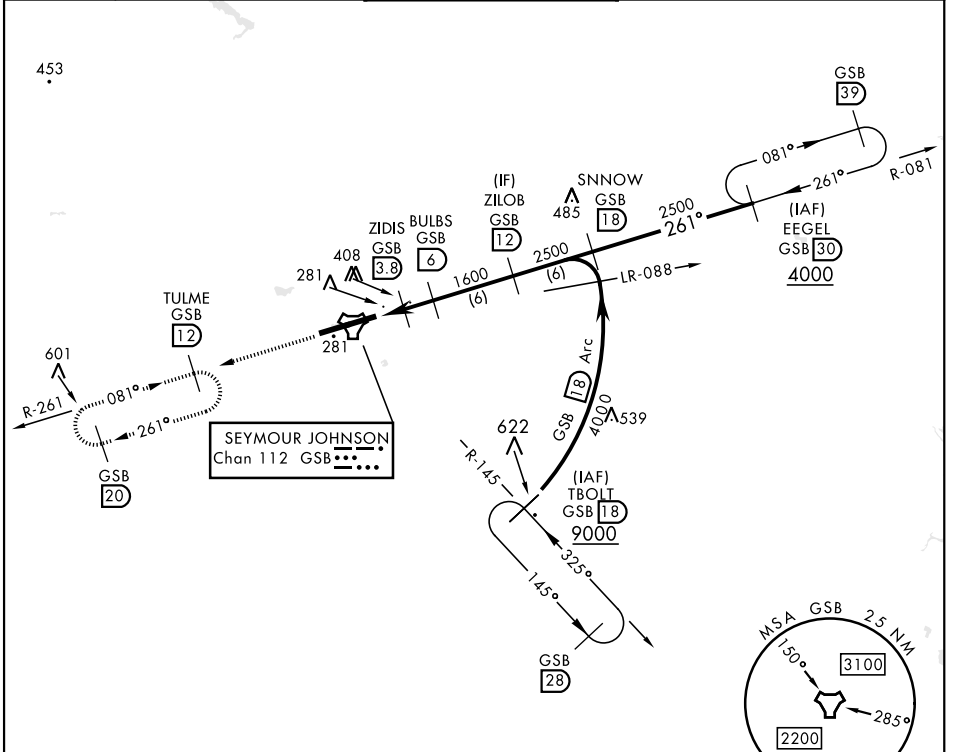 453
GSB
39
081°
261°
R-081
(IAF)
EEGEL
GSB 30
4000
SNNOW
GSB
18
485
2500
261°
(IF)
ZILOB
GSB
12
2500
(6)
LR-088
BULBS
GSB
6
1600
(6)
ZIDIS
GSB
3.8
408
281
281
TULME
GSB
12
601
R-261
081°
261°
GSB
20
SEYMOUR JOHNSON
Chan 112 GSB
GSB 18 Arc
4000
539
622
R-145
(IAF)
TBOLT
GSB 18
9000
325°
145°
GSB
28
MSA GSB 25 NM
150°
3100
285°
2200